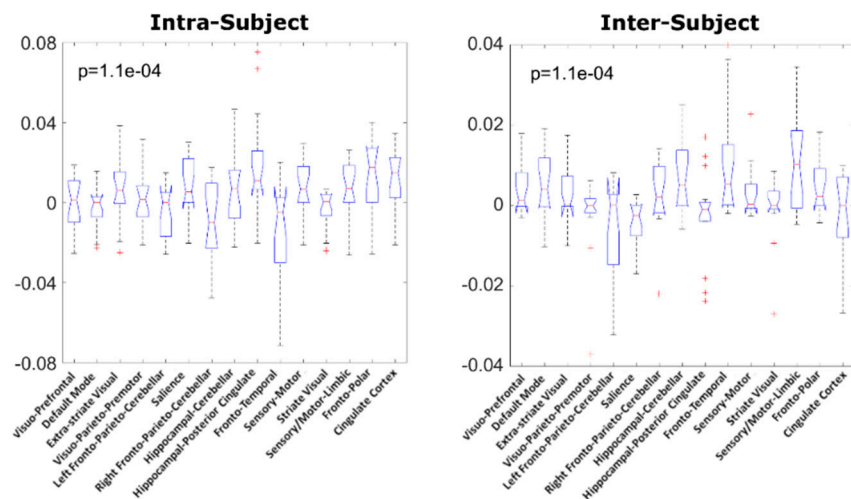 Intra-Subject
0.08
0.04
0
-0.04
-0.08
p=1.1e-04
Visuo-Prefrontal
Default Mode
Extra-striate Visual
Visuo-Parieto-Premotor
Left Fronto-Parieto-Cerebellar
Salience
Right Fronto-Parieto-Cerebellar
Hippocampal-Cerebellar
Hippocampal-Posterior Cingulate
Fronto-Temporal
Sensory-Motor
Striate Visual
Sensory/Motor-Limbic
Fronto-Polar
Cingulate Cortex
Inter-Subject
0.04
0.02
0
-0.02
-0.04
p=1.1e-04
Visuo-Prefrontal
Default Mode
Extra-striate Visual
Visuo-Parieto-Premotor
Left Fronto-Parieto-Cerebellar
Salience
Right Fronto-Parieto-Cerebellar
Hippocampal-Cerebellar
Hippocampal-Posterior Cingulate
Fronto-Temporal
Sensory-Motor
Striate Visual
Sensory/Motor-Limbic
Fronto-Polar
Cingulate Cortex